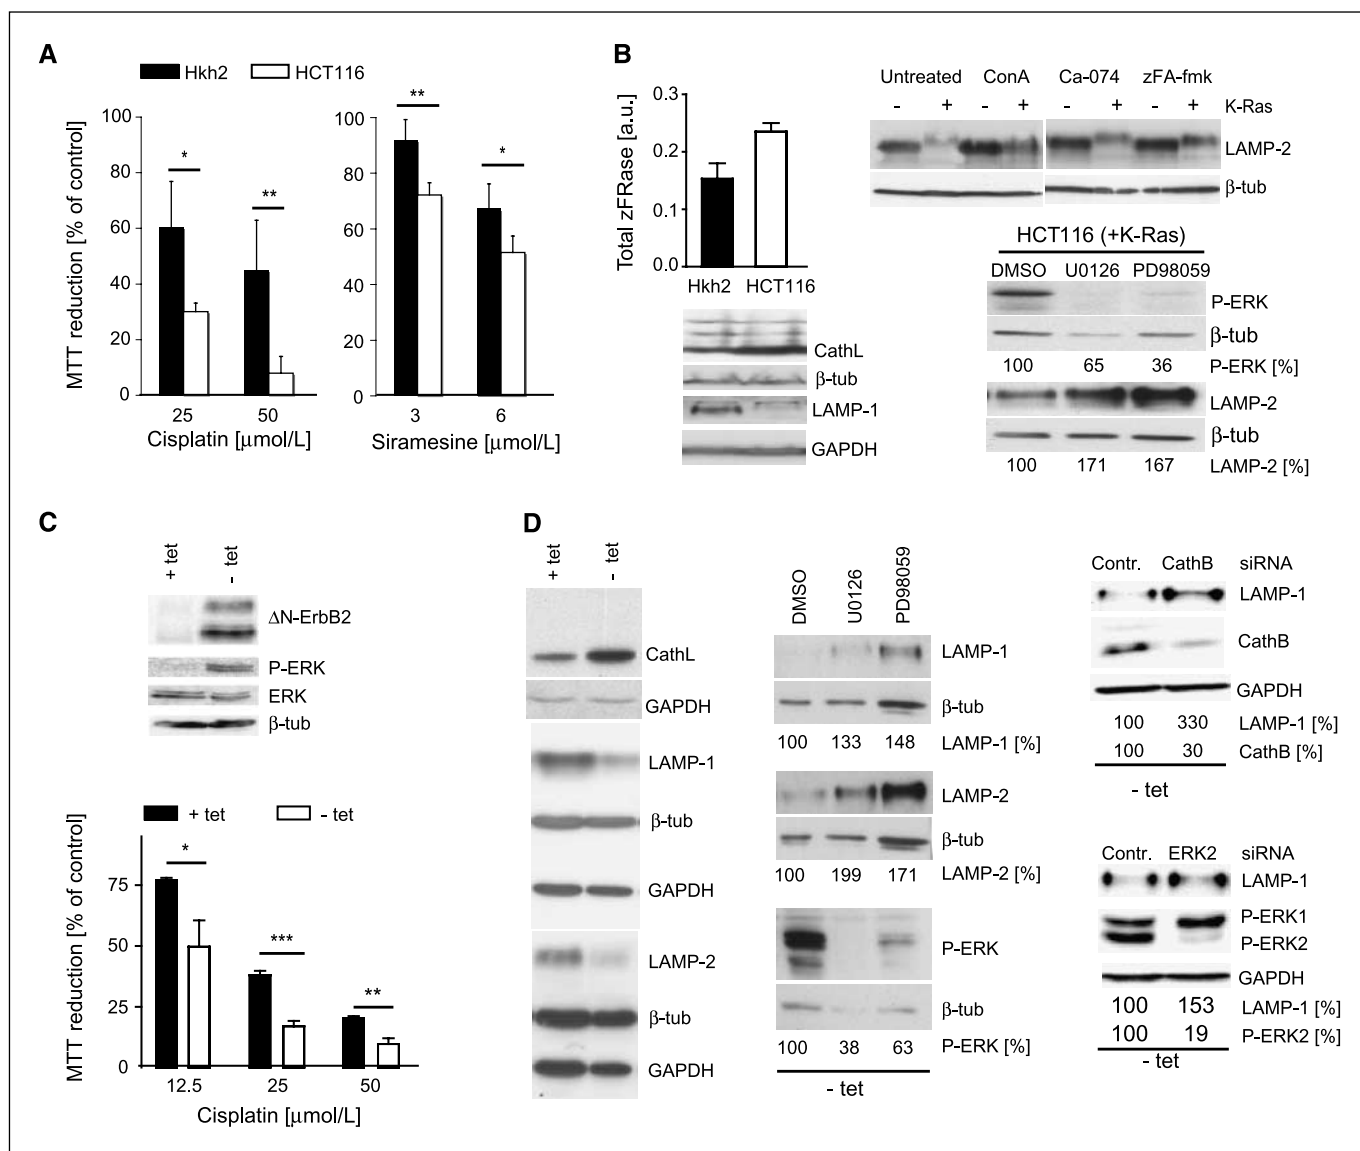 A
Hkh2 HCT116
MTT reduction [% of control]
100
80
60
40
20
0
* **
25 50
Cisplatin [µmol/L]
100
80
60
40
20
0
** *
3 6
Siramesine [µmol/L]
B
Total zFRase [a.u.]
0.3
0.2
0.1
0.0
Hkh2 HCT116
CathL
β-tub
LAMP-1
GAPDH
Untreated ConA Ca-074 zFA-fmk
- + - + - + - + K-Ras
LAMP-2
β-tub
HCT116 (+K-Ras)
DMSO U0126 PD98059
P-ERK
β-tub
100 65 36 P-ERK [%]
LAMP-2
β-tub
100 171 167 LAMP-2 [%]
C
+ tet - tet
ΔN-ErbB2
P-ERK
ERK
β-tub
+ tet - tet
MTT reduction [% of control]
75
50
25
0
* *** **
12.5 25 50
Cisplatin [µmol/L]
D
+ tet - tet
CathL
GAPDH
LAMP-1
β-tub
GAPDH
LAMP-2
β-tub
GAPDH
DMSO U0126 PD98059
LAMP-1
β-tub
100 133 148 LAMP-1 [%]
LAMP-2
β-tub
100 199 171 LAMP-2 [%]
P-ERK
β-tub
100 38 63 P-ERK [%]
- tet
Contr. CathB siRNA
LAMP-1
CathB
GAPDH
100 330 LAMP-1 [%]
100 30 CathB [%]
- tet
Contr. ERK2 siRNA
LAMP-1
P-ERK1
P-ERK2
GAPDH
100 153 LAMP-1 [%]
100 19 P-ERK2 [%]
- tet